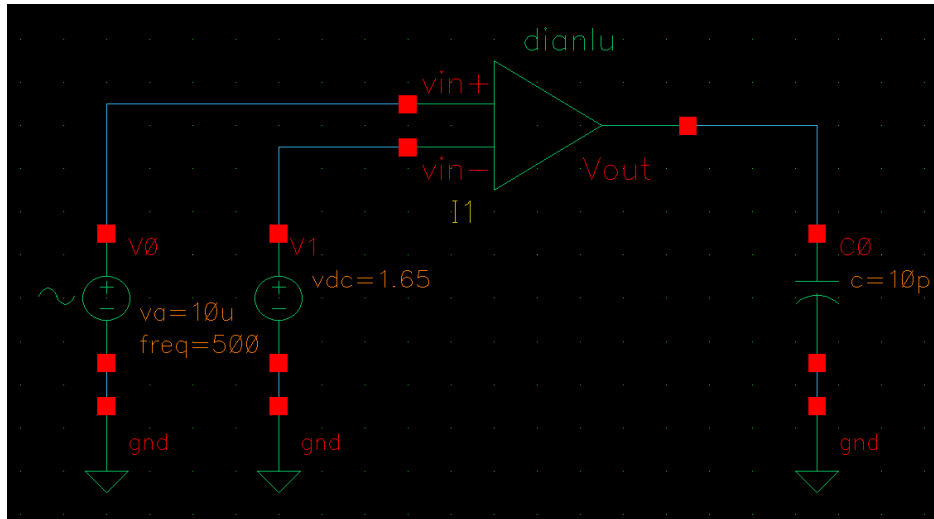 dianlu
vin+
vin-
Vout
I1
V0
V1
C0
vdc=1.65
c=10p
va=10u
freq=500
gnd
gnd
gnd